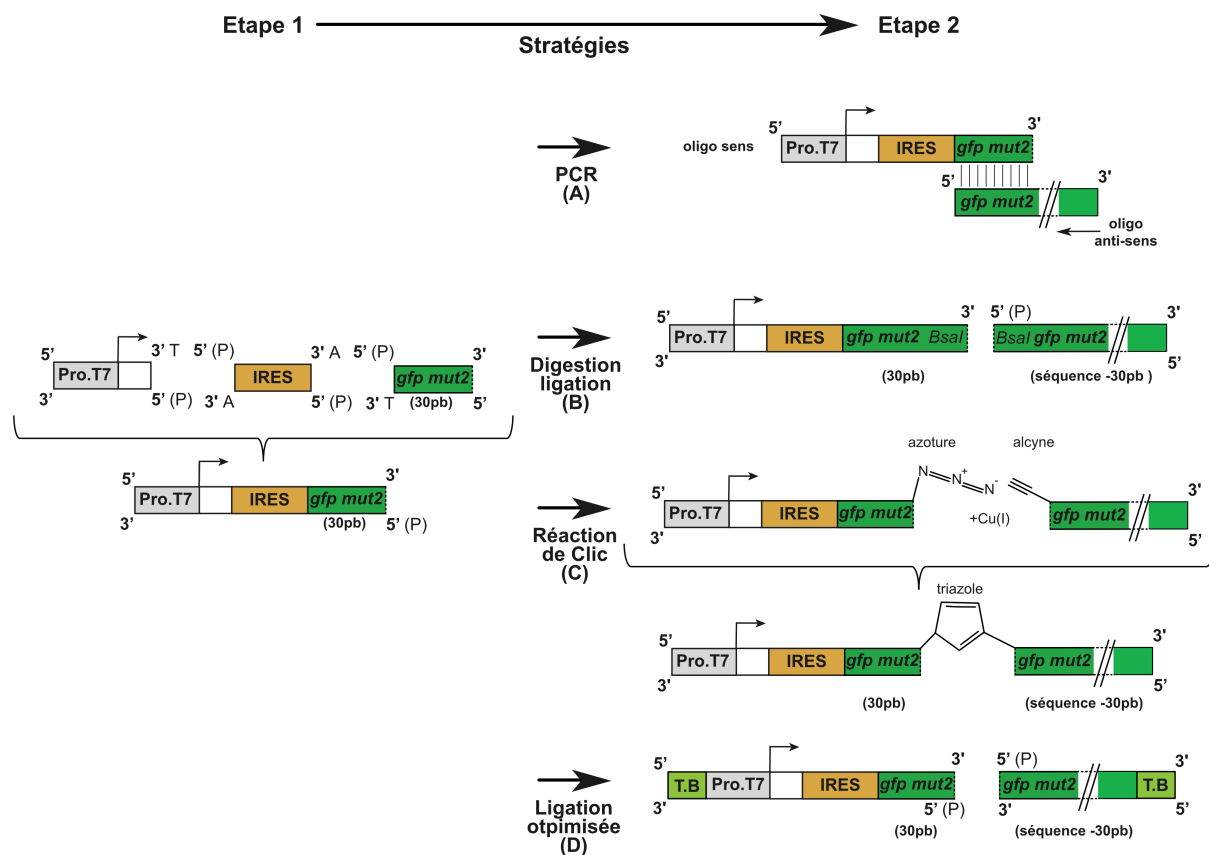 Etape 1
Stratégies
Etape 2
oligo sens
5'
Pro.T7
IRES
gfp mut2
3'
PCR
(A)
5'
gfp mut2
3'
oligo
anti-sens
5'
Pro.T7
3'
IRES
gfp mut2 BsaI
3'
(30pb)
5' (P)
BsaI gfp mut2
3'
5'
(séquence -30pb )
Digestion
ligation
(B)
5'
3' T
Pro.T7
3'
5' (P)
5' (P)
3' A
IRES
3' A
5' (P)
5' (P)
3'
gfp mut2
3' T
(30pb)
5'
5'
Pro.T7
IRES
gfp mut2
3'
3'
(30pb)
5' (P)
azoture
alcyne
5'
Pro.T7
3'
IRES
gfp mut2
N
N
+
N
-
+Cu(I)
gfp mut2
3'
5'
Réaction
de Clic
(C)
triazole
5'
Pro.T7
3'
IRES
gfp mut2
(30pb)
gfp mut2
3'
5'
(séquence -30pb)
5'
T.B
Pro.T7
3'
IRES
gfp mut2
3'
5' (P)
(30pb)
5' (P)
gfp mut2
3'
T.B
3'
5'
(séquence -30pb)
Ligation
otpimisée
(D)